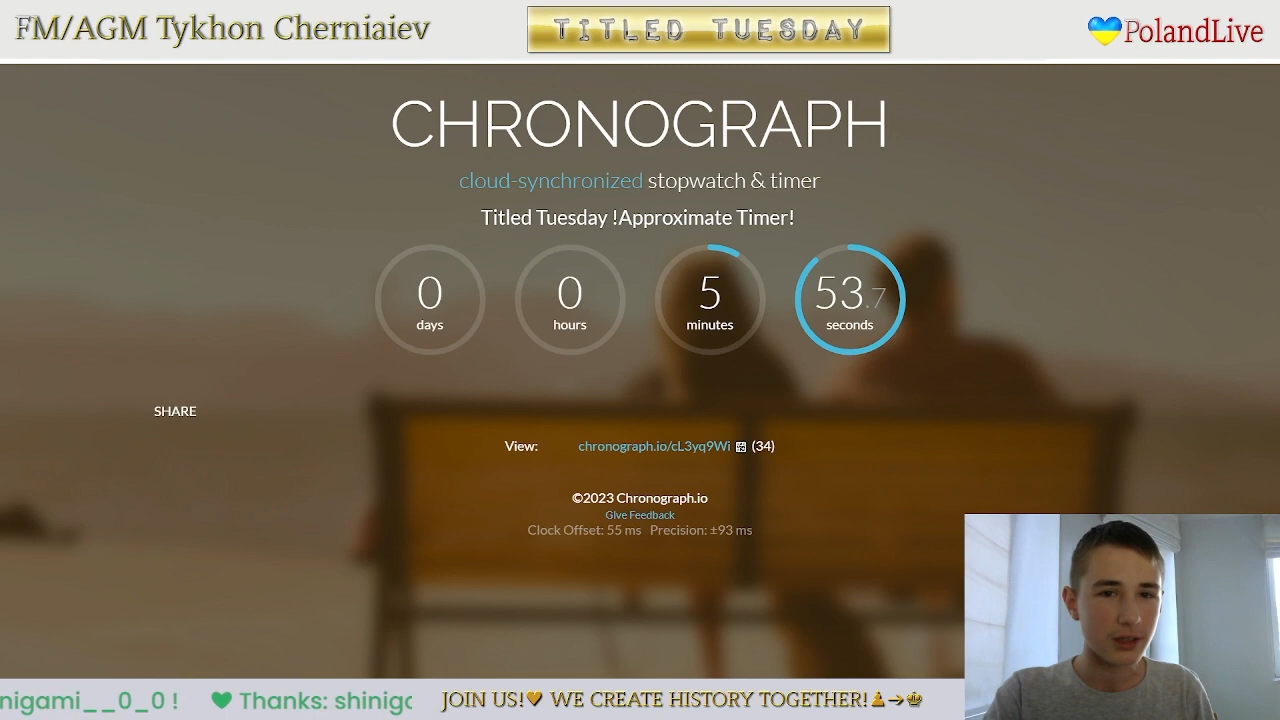 FM/AGM Tykhon Cherniaiev
TITLED TUESDAY
PolandLive
CHRONOGRAPH
cloud-synchronized stopwatch & timer
Titled Tuesday !Approximate Timer!
0
days
0
hours
5
minutes
53.7
seconds
SHARE
View: chronograph.io/cL3yq9Wi (34)
©2023 Chronograph.io
Give Feedback
Clock Offset: 55 ms Precision: ±93 ms
nigami__0_0 ! Thanks: shinig
JOIN US! WE CREATE HISTORY TOGETHER!